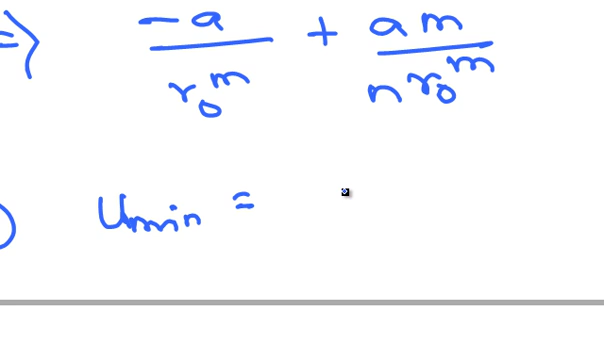 ⇒ -a/r₀^m + am/nr₀^m
) Umin =